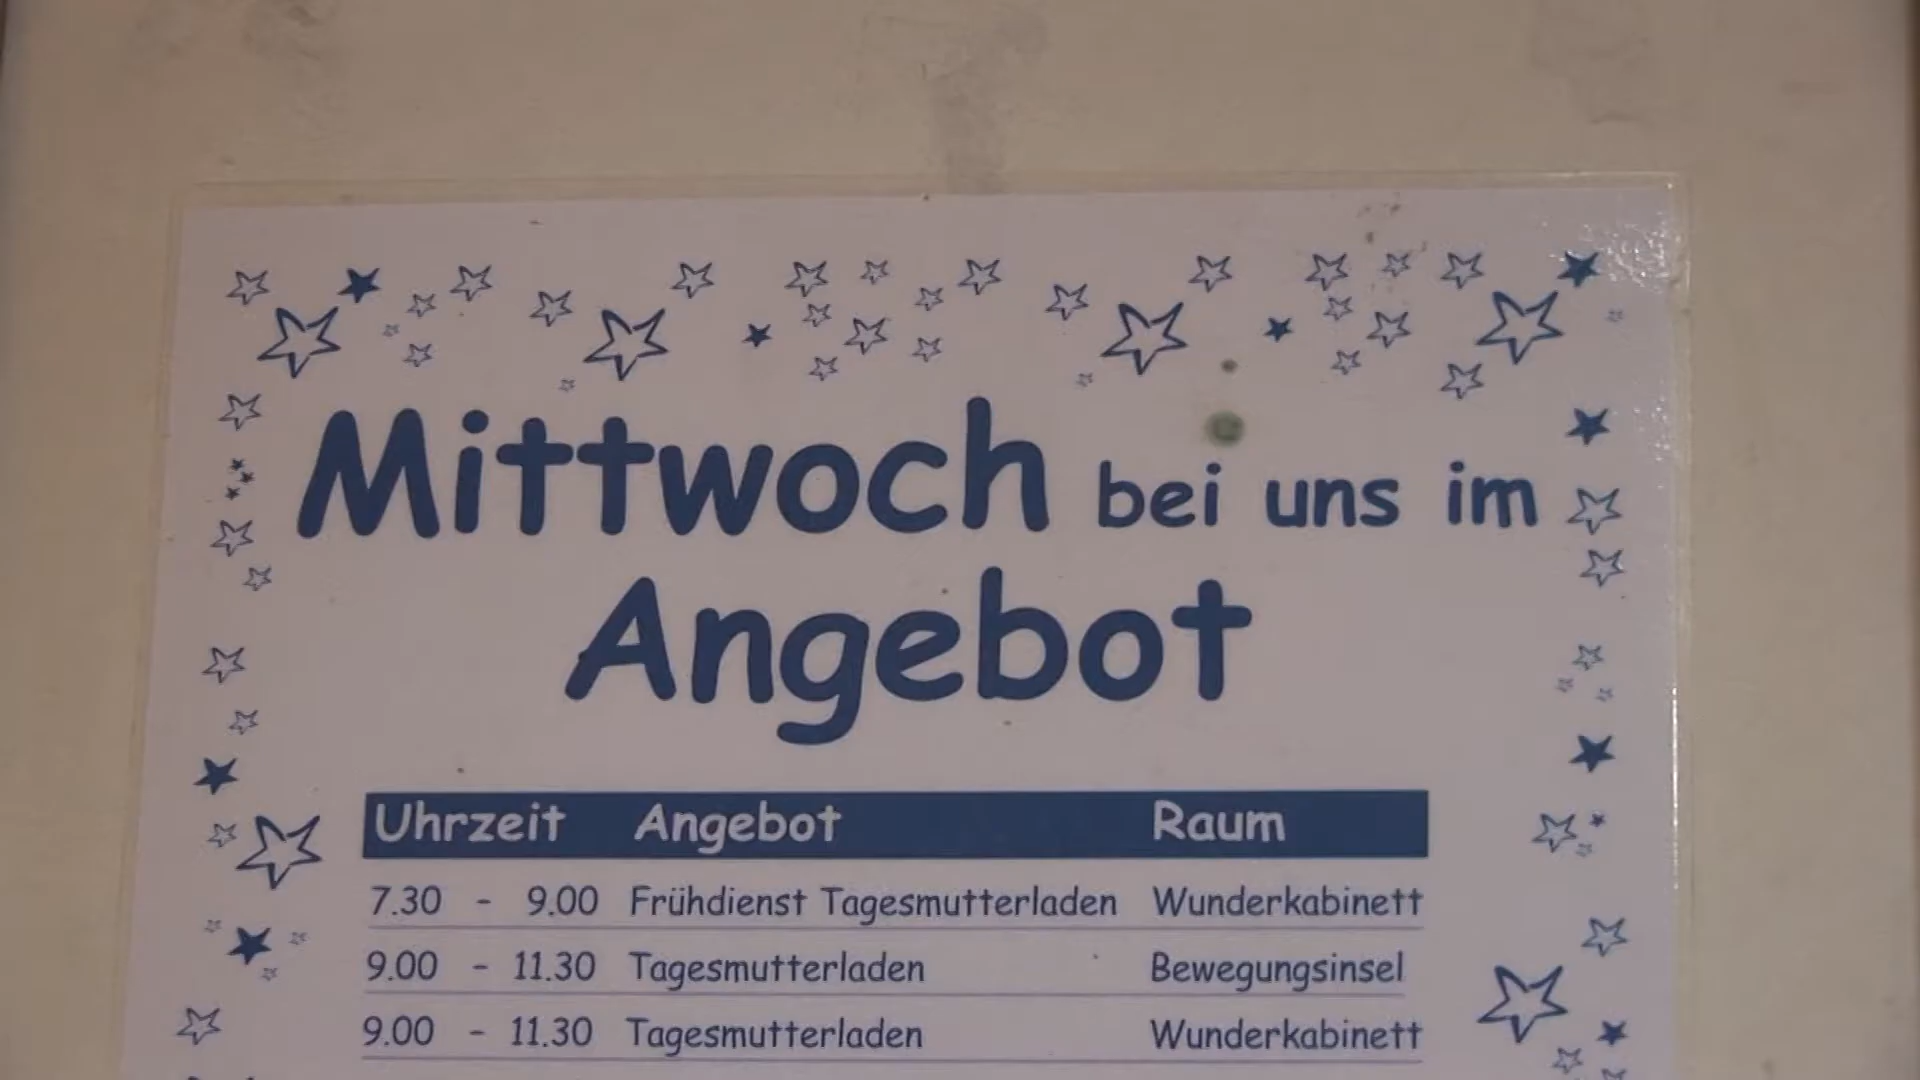 Mittwoch bei uns im
Angebot
Uhrzeit Angebot Raum
7.30 - 9.00 Frühdienst Tagesmutterladen Wunderkabinett
9.00 - 11.30 Tagesmutterladen Bewegungsinsel
9.00 - 11.30 Tagesmutterladen Wunderkabinett